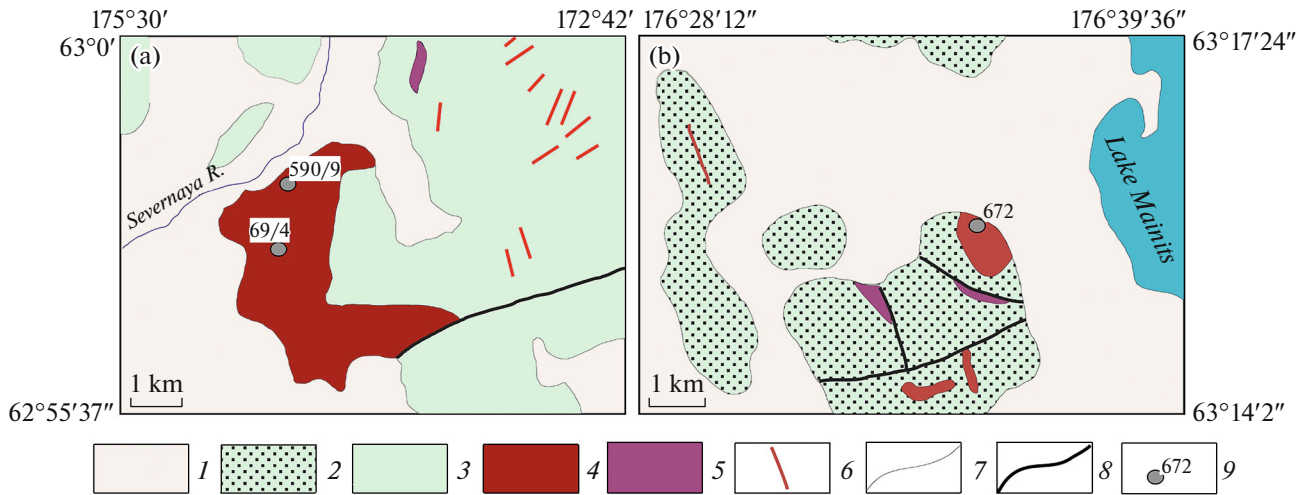 175°30′ 172°42′ 176°28′12″ 176°39′36″
63°0′ (a) (b) 63°17′24″
590/9
Severnaya R.
69/4
672
Lake Mainits
1 km 1 km
62°55′37″ 63°14′2″
1 2 3 4 5 6 7 8 672 9